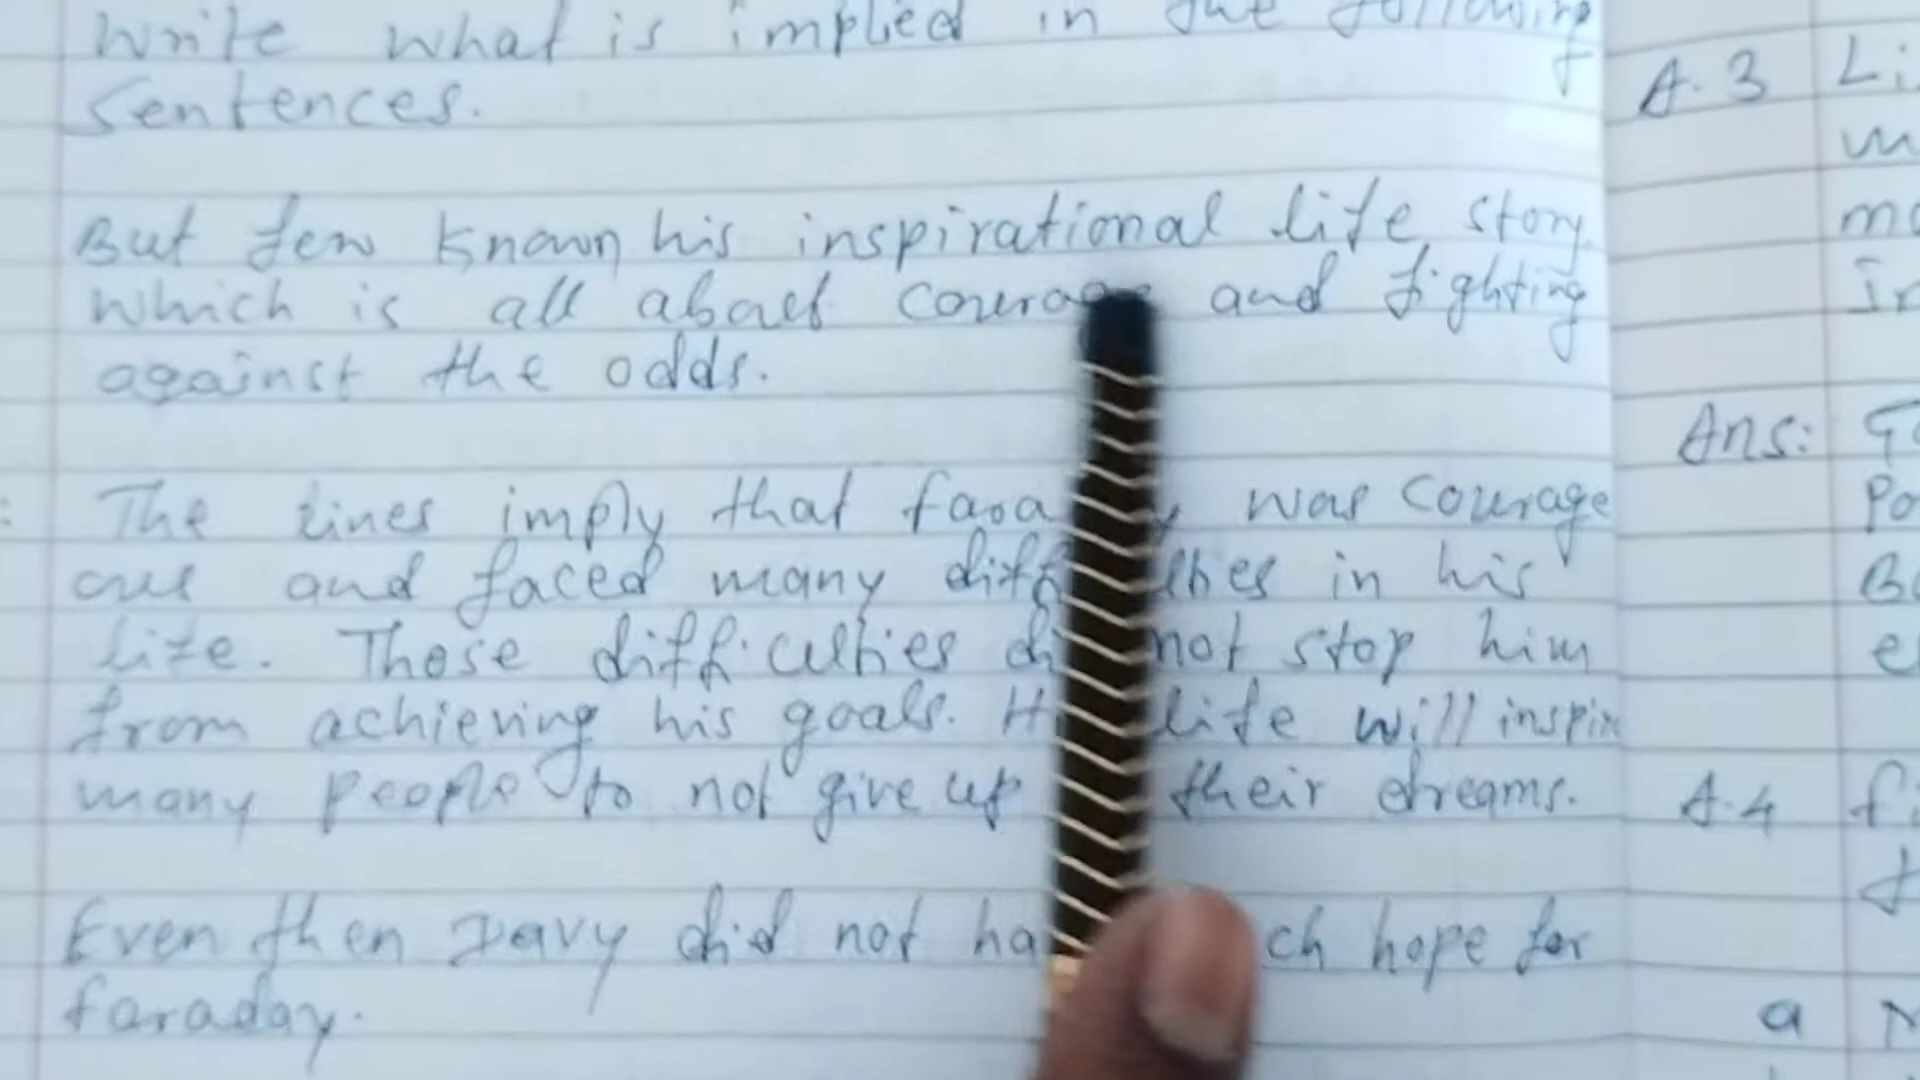 Write what is implied in the following
sentences.
But few known his inspirational life, story.
which is all about courage and fighting
against the odds.
: The lines imply that was courage
ous and faced many in his
life. Those difficulties not stop him
from achieving his goals. life will inspire
many people to not give up their dreams.
Even then Davy did not hope for
faraday.
A.3
Ans:
A.4
a